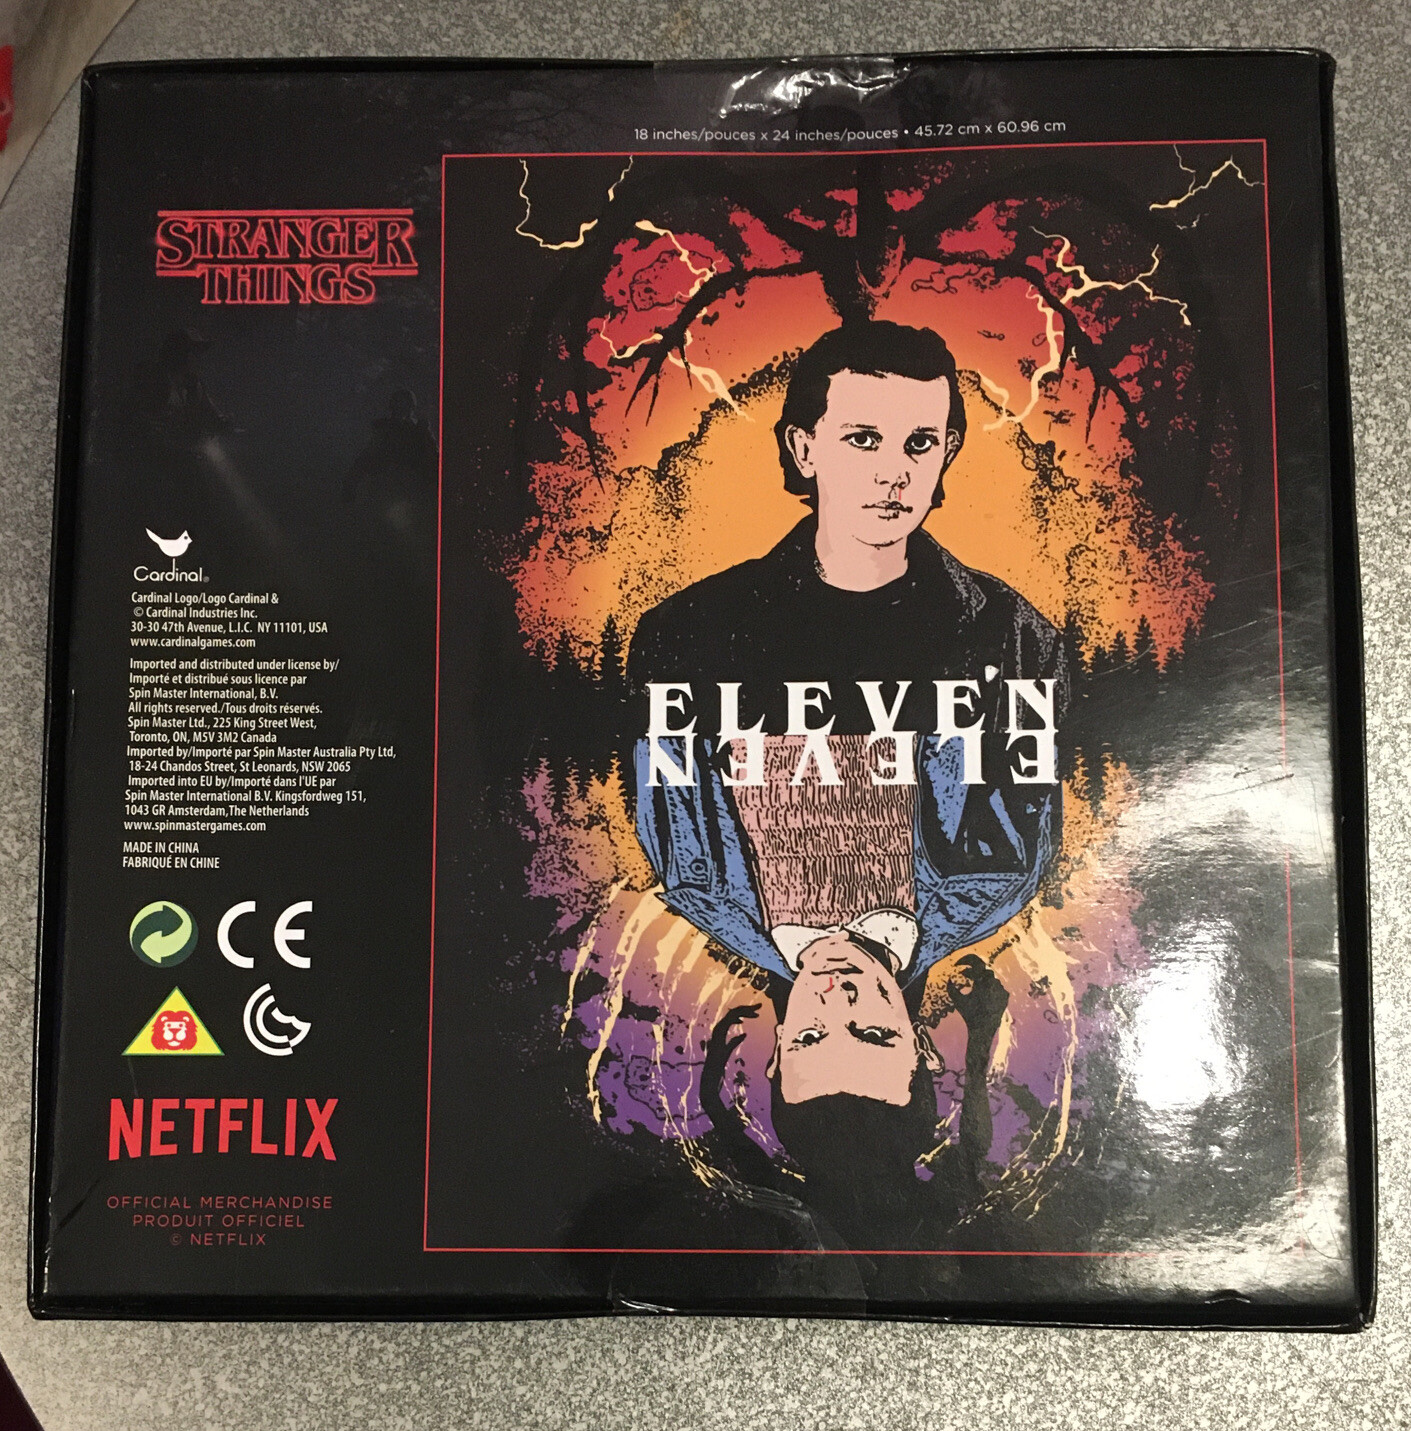 18 inches/pouces x 24 inches/pouces • 45.72 cm x 60.96 cm
STRANGER
THINGS
Cardinal®
Cardinal Logo/Logo Cardinal &
© Cardinal Industries Inc.
30-30 47th Avenue, L.I.C. NY 11101, USA
www.cardinalgames.com
Imported and distributed under license by/
Importé et distribué sous licence par
Spin Master International, B.V.
All rights reserved./Tous droits réservés.
Spin Master Ltd., 225 King Street West,
Toronto, ON, M5V 3M2 Canada
Imported by/Importé par Spin Master Australia Pty Ltd,
18-24 Chandos Street, St Leonards, NSW 2065
Imported into EU by/Importé dans l'UE par
Spin Master International B.V. Kingsfordweg 151,
1043 GR Amsterdam,The Netherlands
www.spinmastergames.com
MADE IN CHINA
FABRIQUÉ EN CHINE
CE
NETFLIX
OFFICIAL MERCHANDISE
PRODUIT OFFICIEL
© NETFLIX
ELEVEN
ELEVEN